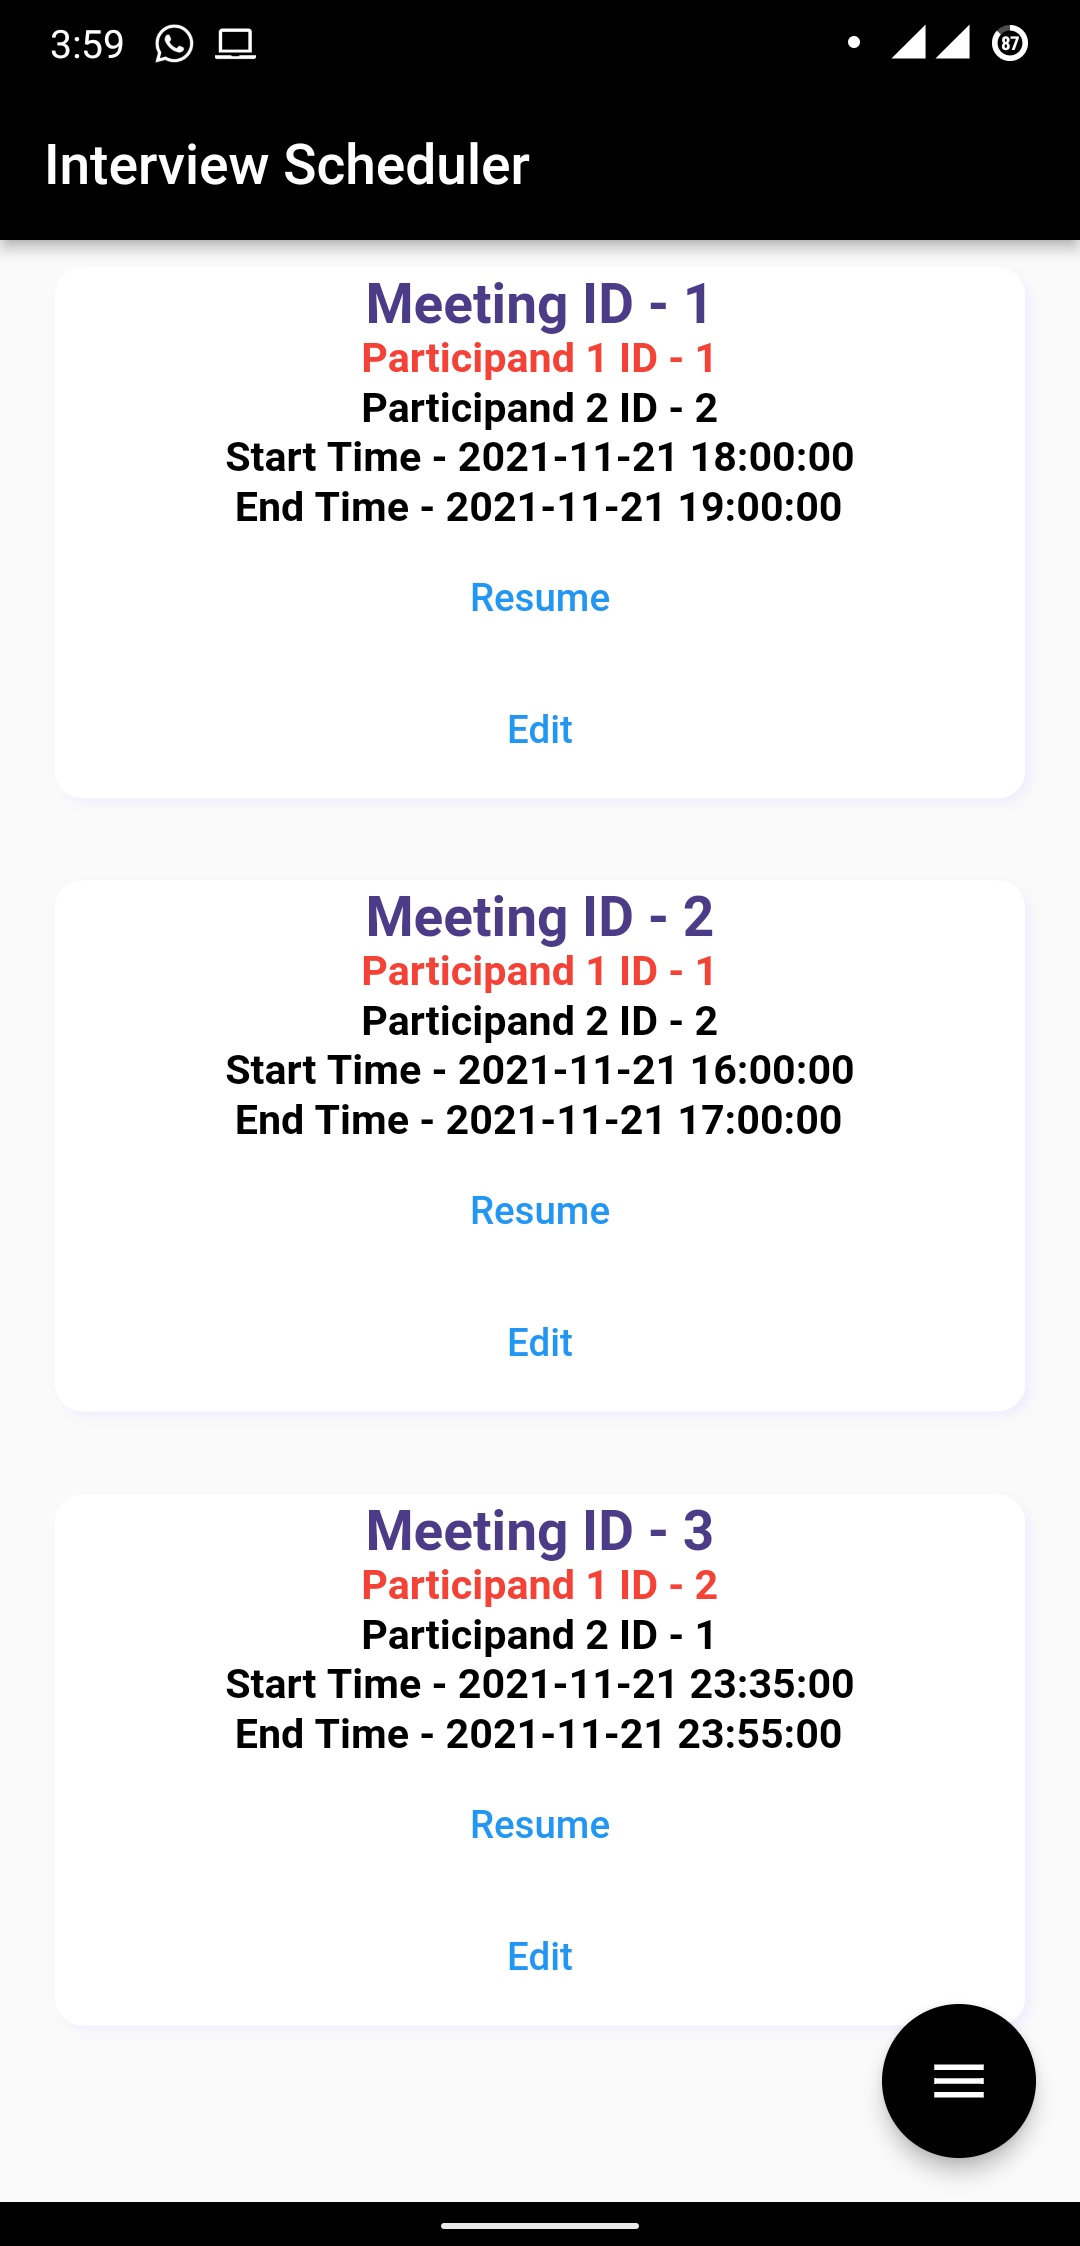 3:59
87
Interview Scheduler
Meeting ID - 1
Participand 1 ID - 1
Participand 2 ID - 2
Start Time - 2021-11-21 18:00:00
End Time - 2021-11-21 19:00:00
Resume
Edit
Meeting ID - 2
Participand 1 ID - 1
Participand 2 ID - 2
Start Time - 2021-11-21 16:00:00
End Time - 2021-11-21 17:00:00
Resume
Edit
Meeting ID - 3
Participand 1 ID - 2
Participand 2 ID - 1
Start Time - 2021-11-21 23:35:00
End Time - 2021-11-21 23:55:00
Resume
Edit